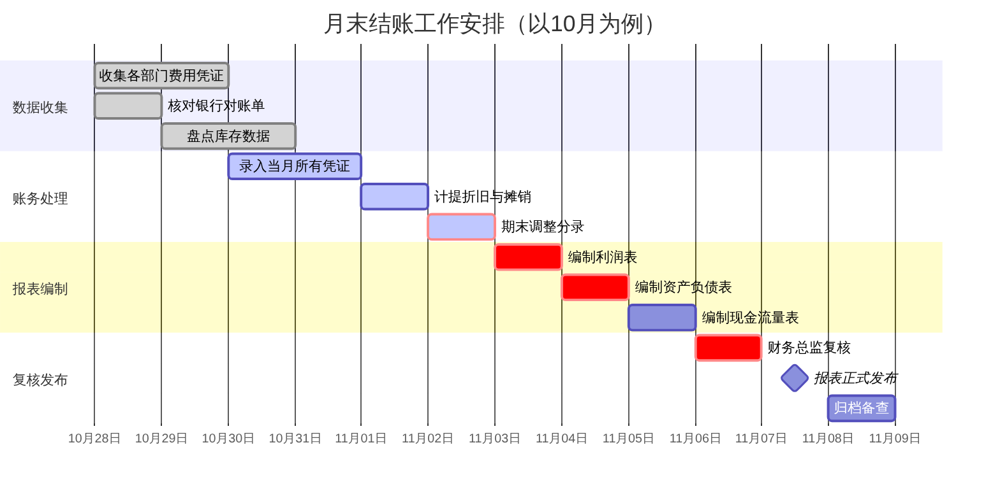 月末结账工作安排（以10月为例）
数据收集
收集各部门费用凭证
核对银行对账单
盘点库存数据
账务处理
录入当月所有凭证
计提折旧与摊销
期末调整分录
报表编制
编制利润表
编制资产负债表
编制现金流量表
复核发布
财务总监复核
报表正式发布
归档备查
10月28日 10月29日 10月30日 10月31日 11月01日 11月02日 11月03日 11月04日 11月05日 11月06日 11月07日 11月08日 11月09日